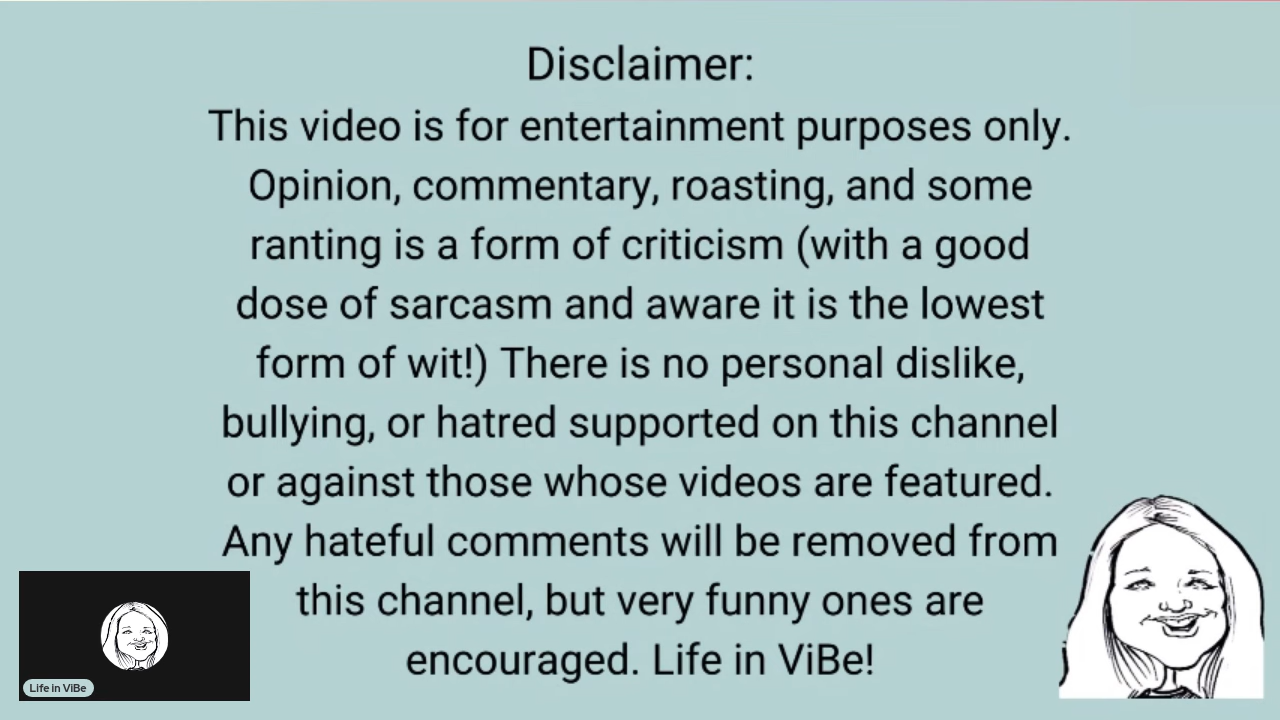 Disclaimer:
This video is for entertainment purposes only.
Opinion, commentary, roasting, and some
ranting is a form of criticism (with a good
dose of sarcasm and aware it is the lowest
form of wit!) There is no personal dislike,
bullying, or hatred supported on this channel
or against those whose videos are featured.
Any hateful comments will be removed from
this channel, but very funny ones are
encouraged. Life in ViBe!
Life in ViBe